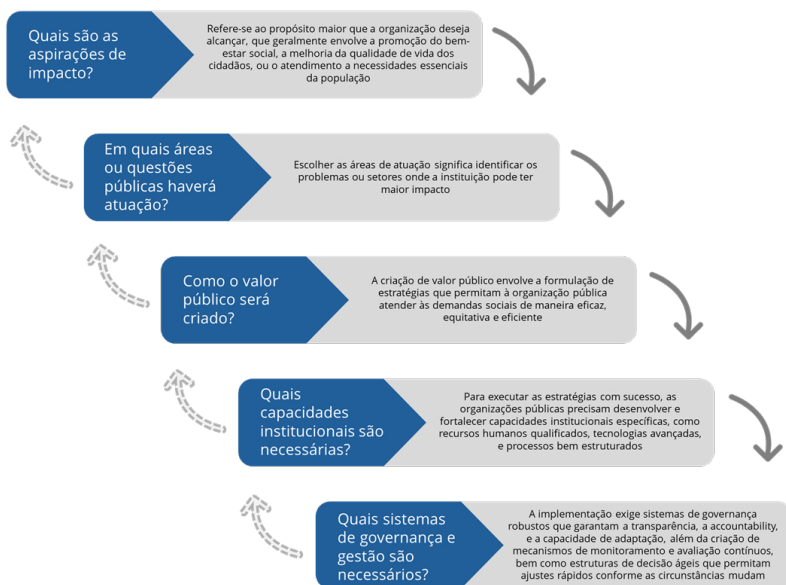 Quais são as
aspirações de
impacto?
Refere-se ao propósito maior que a organização deseja
alcançar, que geralmente envolve a promoção do bem-
estar social, a melhoria da qualidade de vida dos
cidadãos, ou o atendimento a necessidades essenciais
da população
Em quais áreas
ou questões
públicas haverá
atuação?
Escolher as áreas de atuação significa identificar os
problemas ou setores onde a instituição pode ter
maior impacto
Como o valor
público será
criado?
A criação de valor público envolve a formulação de
estratégias que permitam à organização pública
atender às demandas sociais de maneira eficaz,
equitativa e eficiente
Quais
capacidades
institucionais são
necessárias?
Para executar as estratégias com sucesso, as
organizações públicas precisam desenvolver e
fortalecer capacidades institucionais específicas, como
recursos humanos qualificados, tecnologias avançadas,
e processos bem estruturados
Quais sistemas
de governança e
gestão são
necessários?
A implementação exige sistemas de governança
robustos que garantam a transparência, a accountability,
e a capacidade de adaptação, além da criação de
mecanismos de monitoramento e avaliação contínuos,
bem como estruturas de decisão ágeis que permitam
ajustes rápidos conforme as circunstâncias mudam